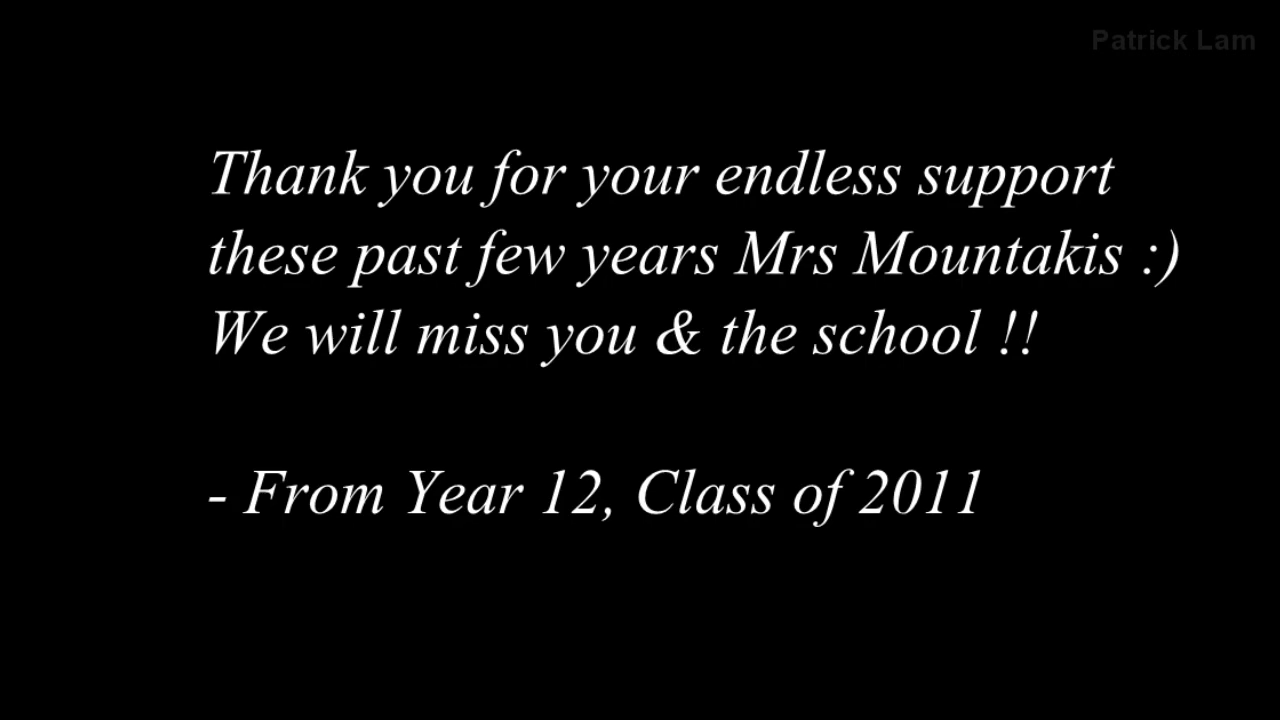 Patrick Lam
Thank you for your endless support
these past few years Mrs Mountakis :)
We will miss you & the school !!
- From Year 12, Class of 2011